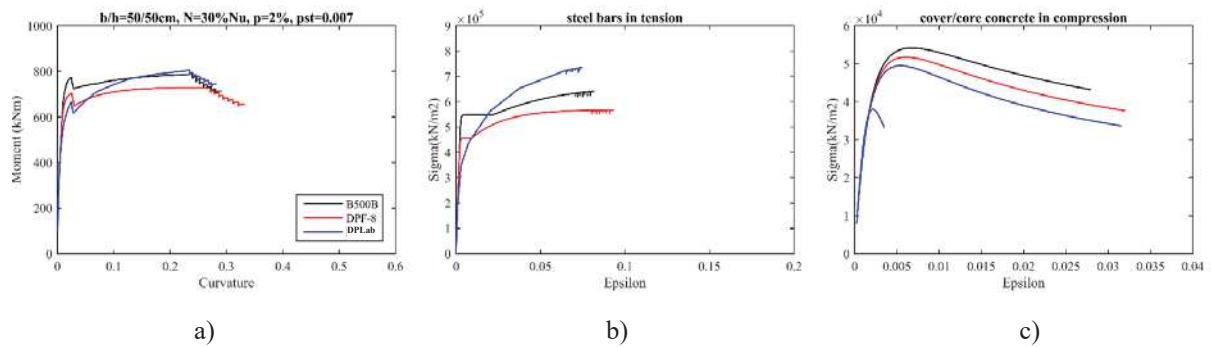 b/h=50/50cm, N=30%Nu, p=2%, pst=0.007
1000
800
600
400
200
0
Moment (kNm)
0 0.1 0.2 0.3 0.4 0.5 0.6
Curvature
B500B
DPF-8
DPLab
a)
steel bars in tension
×10⁵
9
8
7
6
5
4
3
2
1
0
Sigma(kN/m2)
0 0.05 0.1 0.15 0.2
Epsilon
b)
cover/core concrete in compression
×10⁴
6
5
4
3
2
1
0
Sigma(kN/m2)
0 0.005 0.01 0.015 0.02 0.025 0.03 0.035 0.04
Epsilon
c)